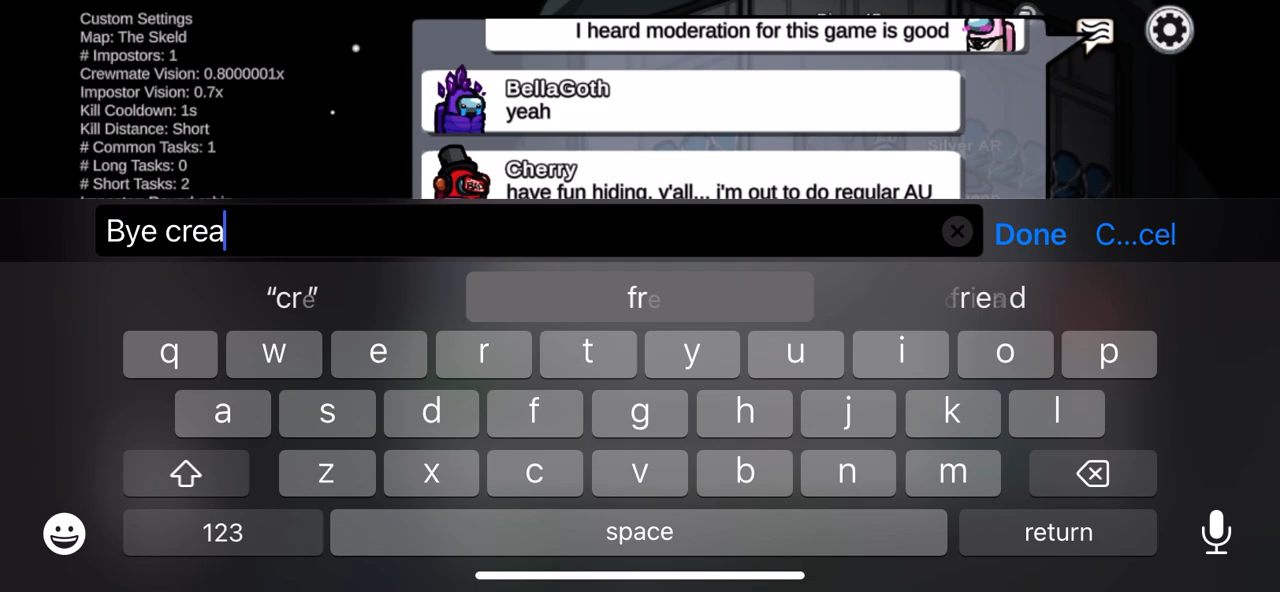 Custom Settings
Map: The Skeld
# Impostors: 1
Crewmate Vision: 0.8000001x
Impostor Vision: 0.7x
Kill Cooldown: 1s
Kill Distance: Short
# Common Tasks: 1
# Long Tasks: 0
# Short Tasks: 2
I heard moderation for this game is good
BellaGoth
yeah
Silver AR
Cherry
have fun hiding, y'all... i'm out to do regular AU
Bye crea
Done
C...cel
“cre”
fre
friend
q w e r t y u i o p
a s d f g h j k l
z x c v b n m
123
space
return